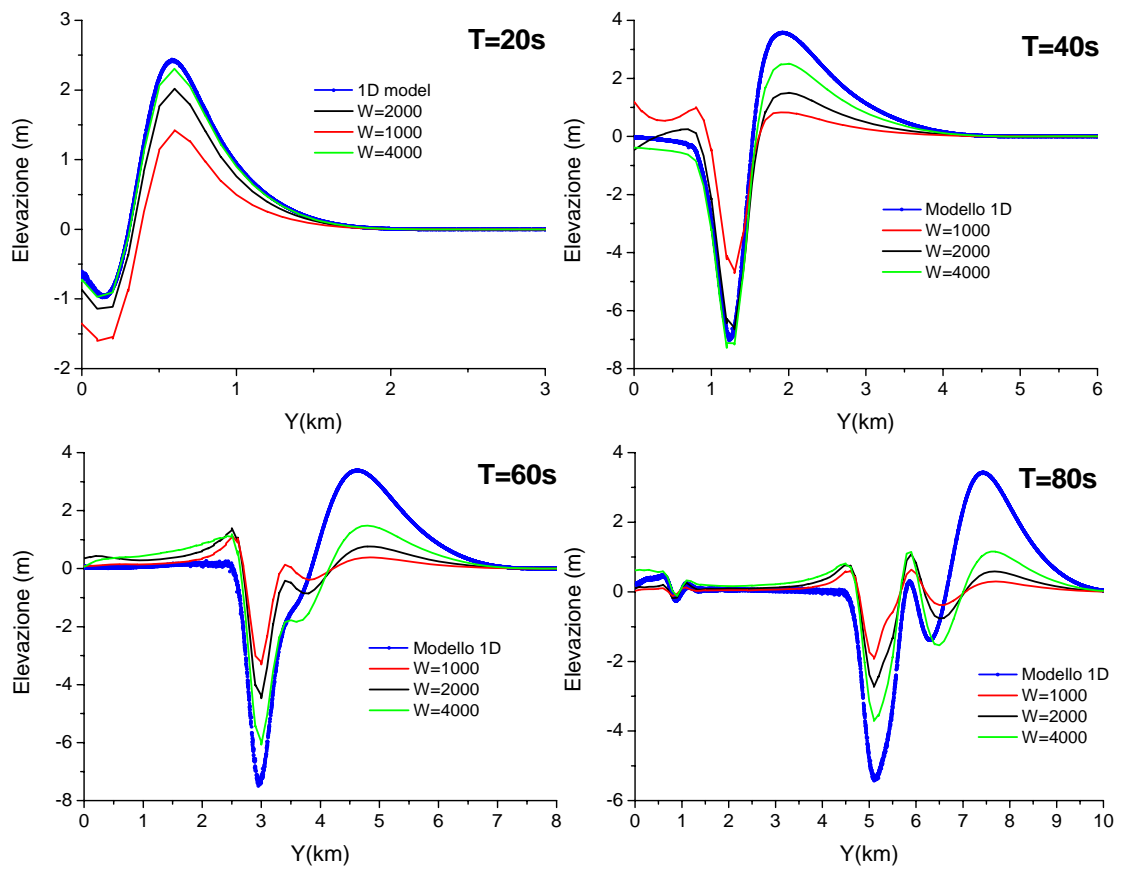 T=20s
3
2
1
0
-1
-2
Elevazione (m)
1D model
W=2000
W=1000
W=4000
0
1
2
3
Y(km)
T=40s
4
2
0
-2
-4
-6
-8
Elevazione (m)
Modello 1D
W=1000
W=2000
W=4000
0
1
2
3
4
5
6
Y(km)
T=60s
4
2
0
-2
-4
-6
-8
Elevazione (m)
Modello 1D
W=1000
W=2000
W=4000
0
1
2
3
4
5
6
7
8
Y(km)
T=80s
4
2
0
-2
-4
-6
Elevazione (m)
Modello 1D
W=1000
W=2000
W=4000
0
1
2
3
4
5
6
7
8
9
10
Y(km)